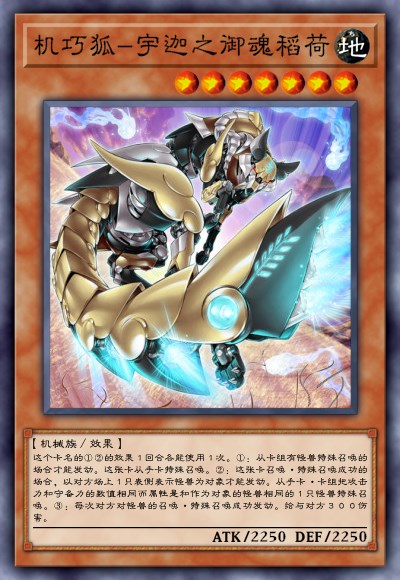 机巧狐-宇迦之御魂稻荷
地
【机械族/效果】
这个卡名的①②的效果1回合各能使用1次。①：从卡组有怪兽特殊召唤的
场合才能发动。这张卡从手卡特殊召唤。②：这张卡召唤·特殊召唤成功的
场合，以对方场上1只表侧表示怪兽为对象才能发动。从手卡·卡组把攻击
力和守备力的数值相同而属性是和作为对象的怪兽相同的1只怪兽特殊召
唤。③：每次对方对怪兽的召唤·特殊召唤成功发动。给与对方300伤
害。
ATK/2250 DEF/2250